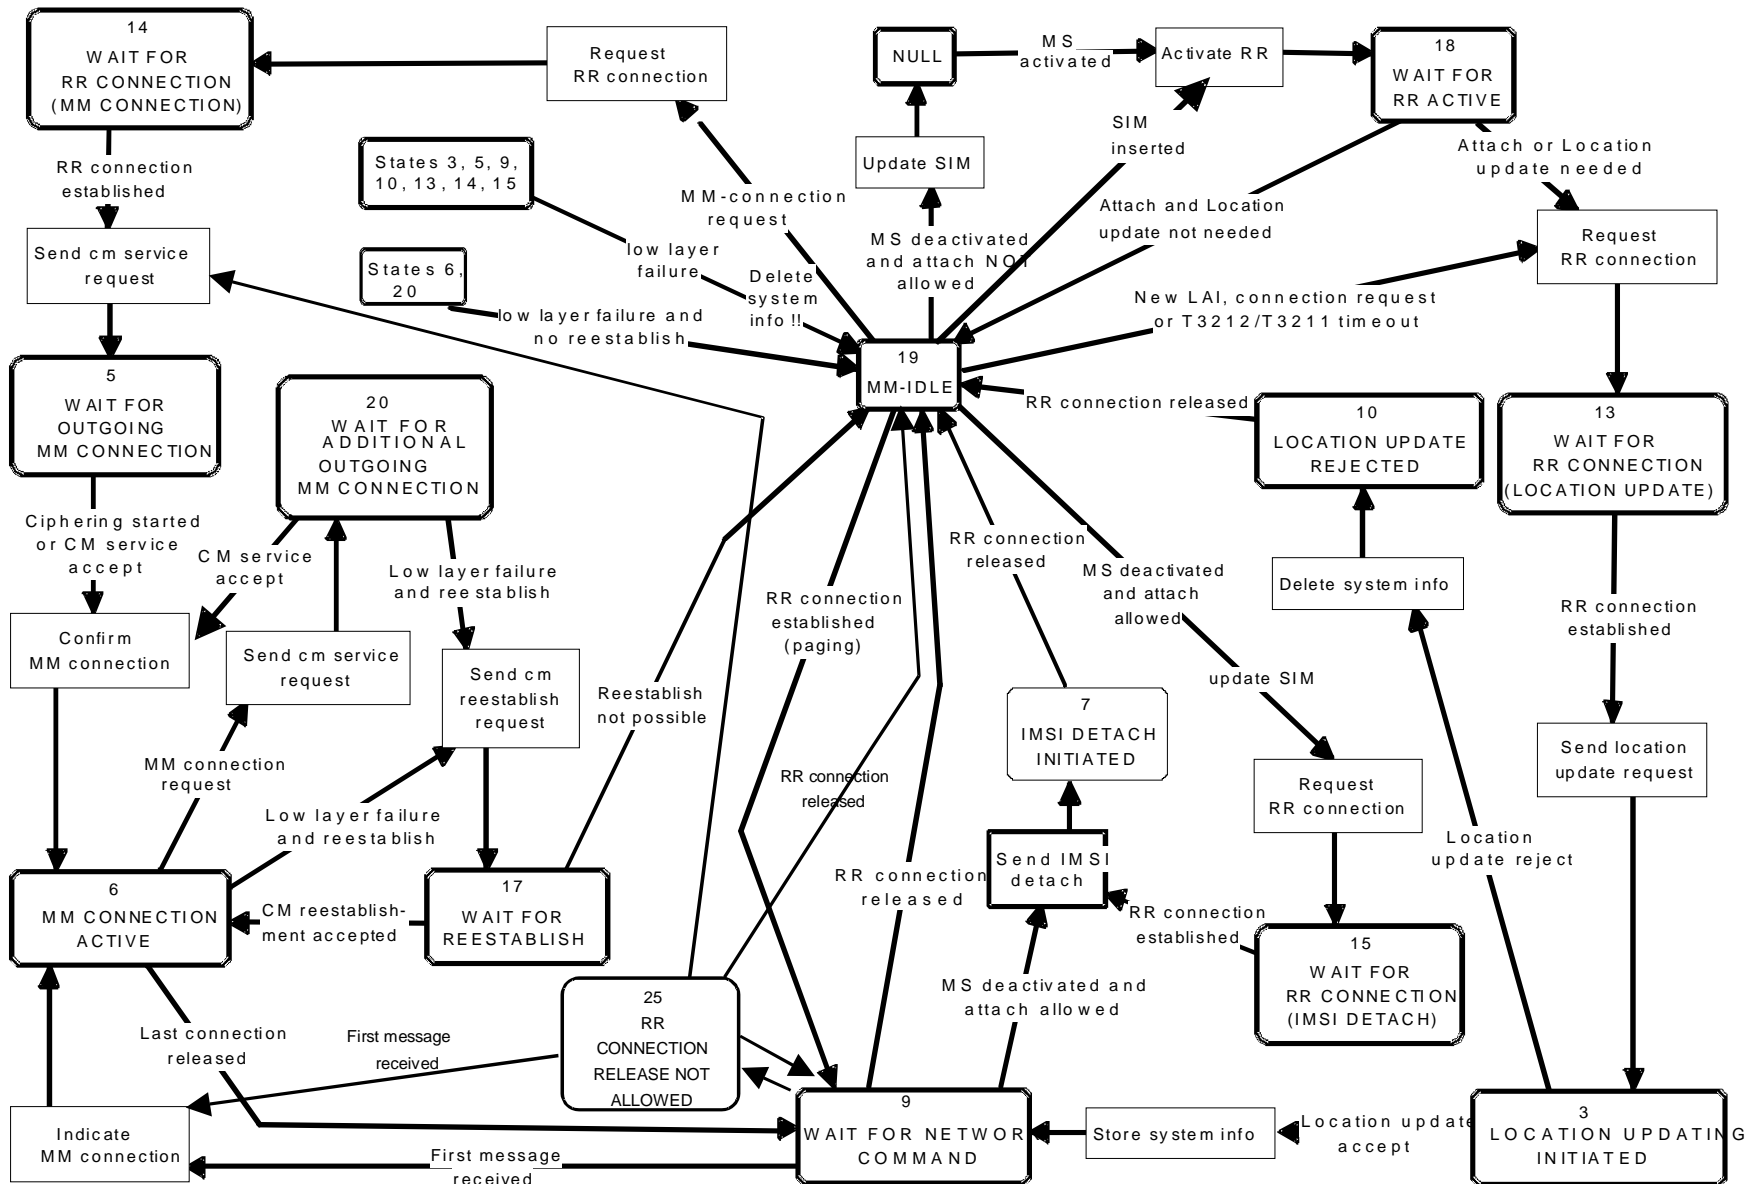 14
WAIT FOR
RR CONNECTION
(MM CONNECTION)
Request
RR connection
NULL
MS
activated
Activate RR
18
WAIT FOR
RR ACTIVE
States 3, 5, 9,
10, 13, 14, 15
Update SIM
SIM
inserted
Attach or Location
update needed
RR connection
established
MM-connection
request
Attach and Location
update not needed
Request
RR connection
Send cm service
request
States 6,
20
low layer
failure
Delete
system
info !!
MS deactivated
and attach NOT
allowed
New LAI, connection request
or T3212/T3211 timeout
low layer failure and
no reestablish
19
MM-IDLE
5
WAIT FOR
OUTGOING
MM CONNECTION
20
WAIT FOR
ADDITIONAL
OUTGOING
MM CONNECTION
RR connection released
10
LOCATION UPDATE
REJECTED
13
WAIT FOR
RR CONNECTION
(LOCATION UPDATE)
Ciphering started
or CM service
accept
CM service
accept
Low layer failure
and reestablish
RR connection
released
MS deactivated
and attach
allowed
Delete system info
RR connection
established
(paging)
RR connection
established
Confirm
MM connection
Send cm service
request
Send cm
reestablish
request
Reestablish
not possible
update SIM
7
IMSI DETACH
INITIATED
Send location
update request
MM connection
request
RR connection
released
Request
RR connection
Low layer failure
and reestablish
Location
update reject
Send IMSI
detach
RR connection
released
6
MM CONNECTION
ACTIVE
CM reestablish-
ment accepted
17
WAIT FOR
REESTABLISH
RR connection
established
15
WAIT FOR
RR CONNECTION
(IMSI DETACH)
MS deactivated and
attach allowed
25
RR
CONNECTION
RELEASE NOT
ALLOWED
Last connection
released
First message
received
Indicate
MM connection
First message
received
9
WAIT FOR NETWOR
COMMAND
Store system info
Location update
accept
3
LOCATION UPDATING
INITIATED